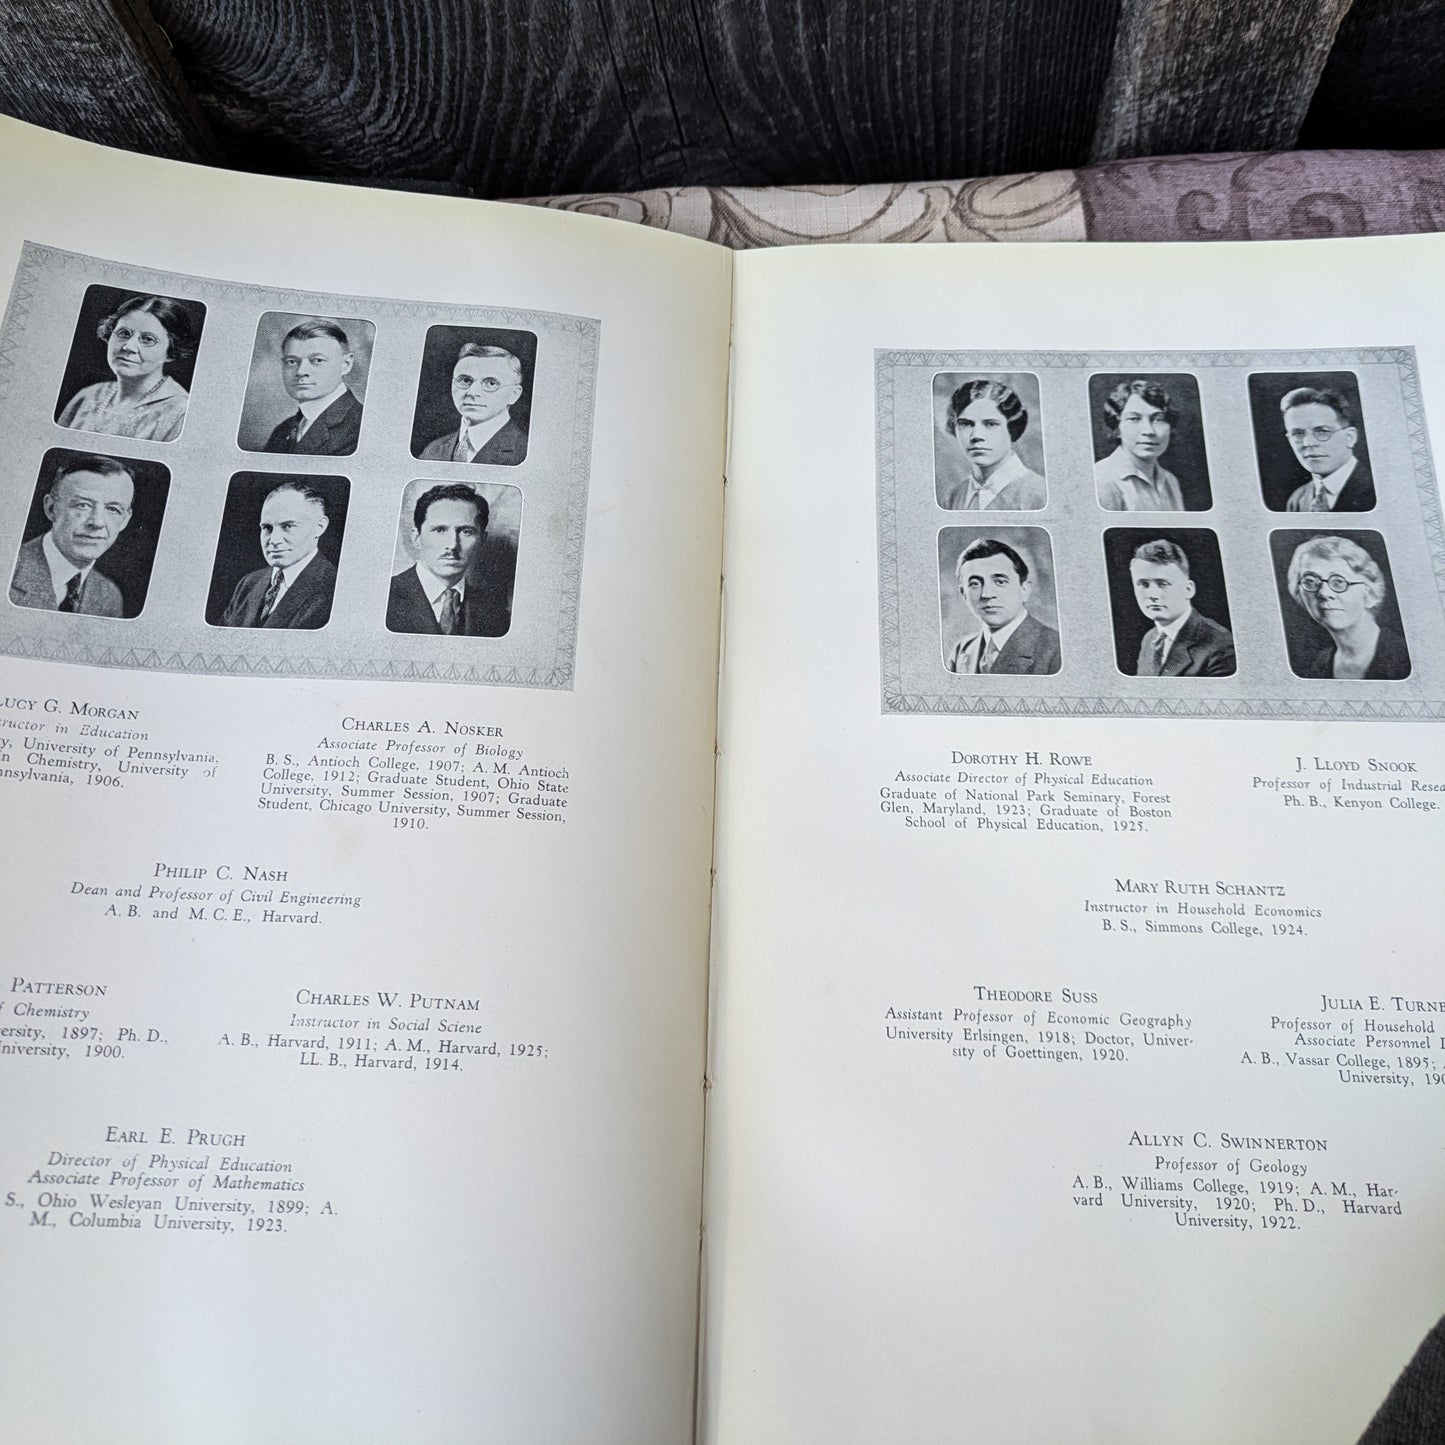 LUCY G. MORGAN
Instructor in Education
University of Pennsylvania.
in Chemistry, University of
Pennsylvania, 1906.
CHARLES A. NOSKER
Associate Professor of Biology
B. S., Antioch College, 1907; A. M. Antioch
College, 1912; Graduate Student, Ohio State
University, Summer Session, 1907; Graduate
Student, Chicago University, Summer Session,
1910.
PHILIP C. NASH
Dean and Professor of Civil Engineering
A. B. and M. C. E., Harvard.
PATTERSON
of Chemistry
1897; Ph. D.,
University, 1900.
CHARLES W. PUTNAM
Instructor in Social Sciene
A. B., Harvard, 1911; A. M., Harvard, 1925;
LL. B., Harvard, 1914.
EARL E. PRUGH
Director of Physical Education
Associate Professor of Mathematics
S., Ohio Wesleyan University, 1899; A.
M., Columbia University, 1923.
DOROTHY H. ROWE
Associate Director of Physical Education
Graduate of National Park Seminary, Forest
Glen, Maryland, 1923; Graduate of Boston
School of Physical Education, 1925.
J. LLOYD SNOOK
Professor of Industrial Resea
Ph. B., Kenyon College.
MARY RUTH SCHANTZ
Instructor in Household Economics
B. S., Simmons College, 1924.
THEODORE SUSS
Assistant Professor of Economic Geography
University Erlsingen, 1918; Doctor, Univer-
sity of Goettingen, 1920.
JULIA E. TURNE
Professor of Household
Associate Personnel
A. B., Vassar College, 1895;
University, 190
ALLYN C. SWINNERTON
Professor of Geology
A. B., Williams College, 1919; A. M., Har-
vard University, 1920; Ph. D., Harvard
University, 1922.